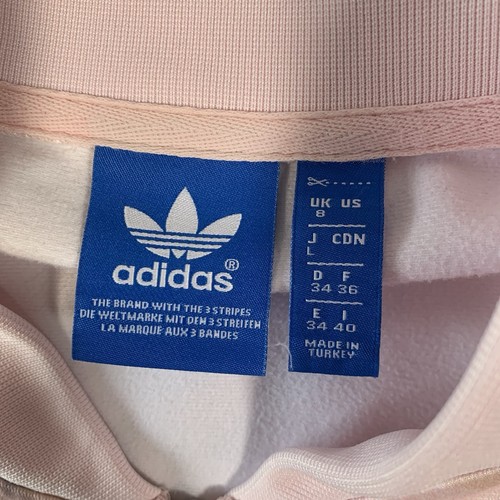 adidas®
THE BRAND WITH THE 3 STRIPES
DIE WELTMARKE MIT DEN 3 STREIFEN
LA MARQUE AUX 3 BANDES
UK US
8
J CDN
L
D F
34 36
E I
34 40
MADE IN
TURKEY